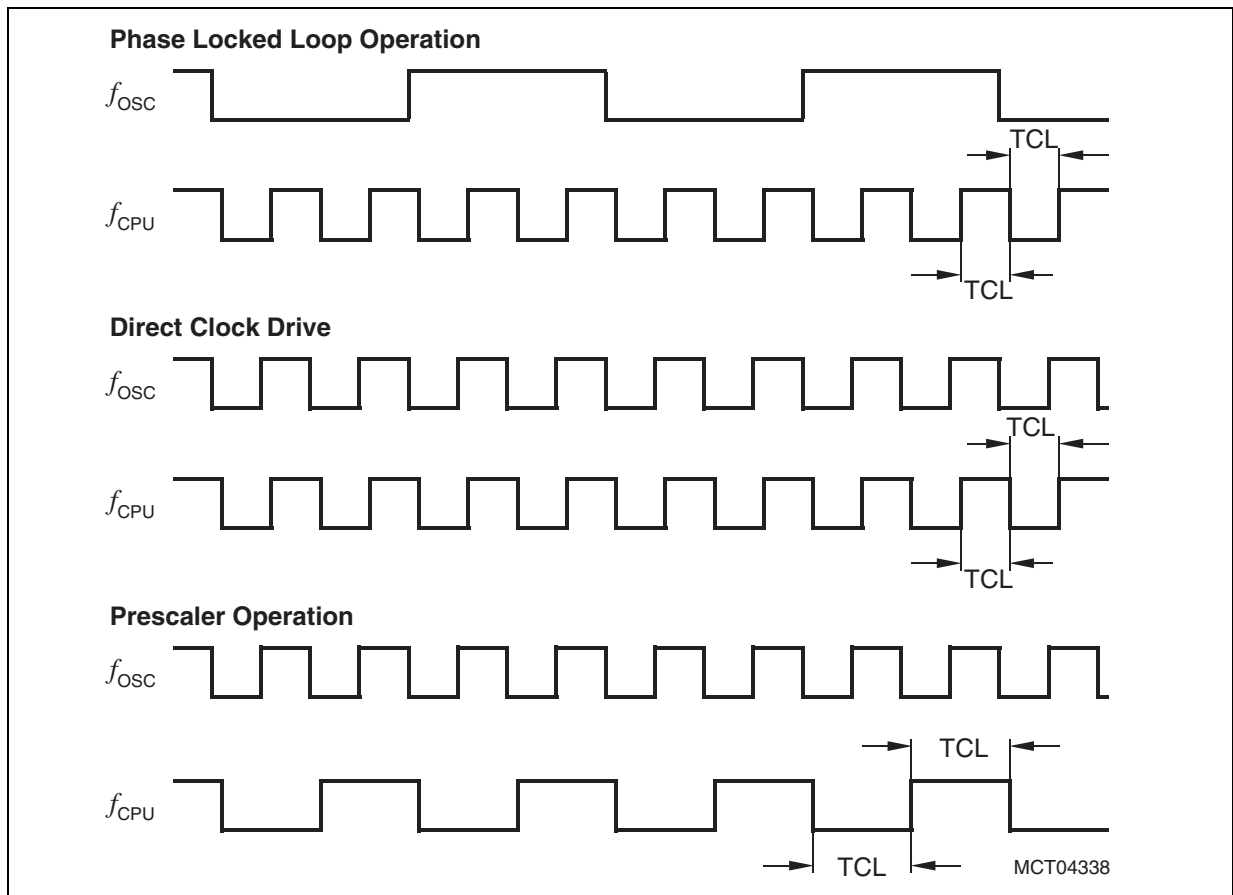 Phase Locked Loop Operation
fOSC
TCL
fCPU
TCL
Direct Clock Drive
fOSC
TCL
fCPU
TCL
Prescaler Operation
fOSC
TCL
fCPU
TCL
MCT04338